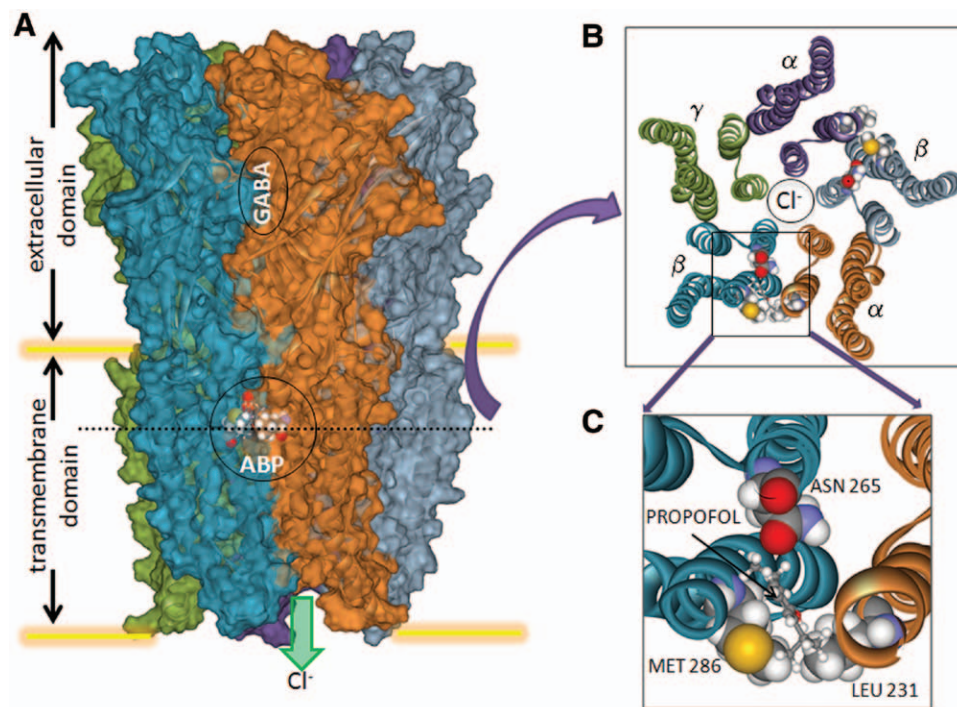 A
extracellular
domain
transmembrane
domain
GABA
ABP
Cl-
B
α
γ
β
Cl-
β
α
C
ASN 265
PROPOFOL
MET 286
LEU 231